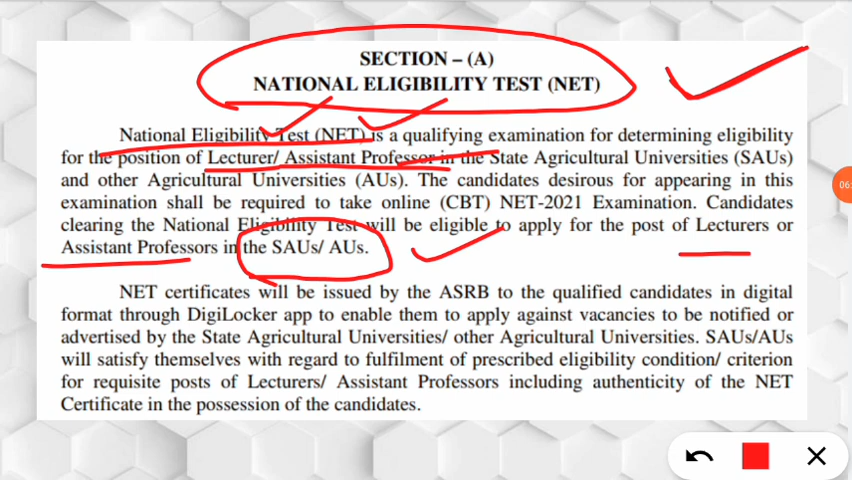 SECTION – (A)
NATIONAL ELIGIBILITY TEST (NET)
National Eligibility Test (NET) is a qualifying examination for determining eligibility
for the position of Lecturer/ Assistant Professor in the State Agricultural Universities (SAUs)
and other Agricultural Universities (AUs). The candidates desirous for appearing in this
examination shall be required to take online (CBT) NET-2021 Examination. Candidates
clearing the National Eligibility Test will be eligible to apply for the post of Lecturers or
Assistant Professors in the SAUs/ AUs.
NET certificates will be issued by the ASRB to the qualified candidates in digital
format through DigiLocker app to enable them to apply against vacancies to be notified or
advertised by the State Agricultural Universities/ other Agricultural Universities. SAUs/AUs
will satisfy themselves with regard to fulfilment of prescribed eligibility condition/ criterion
for requisite posts of Lecturers/ Assistant Professors including authenticity of the NET
Certificate in the possession of the candidates.